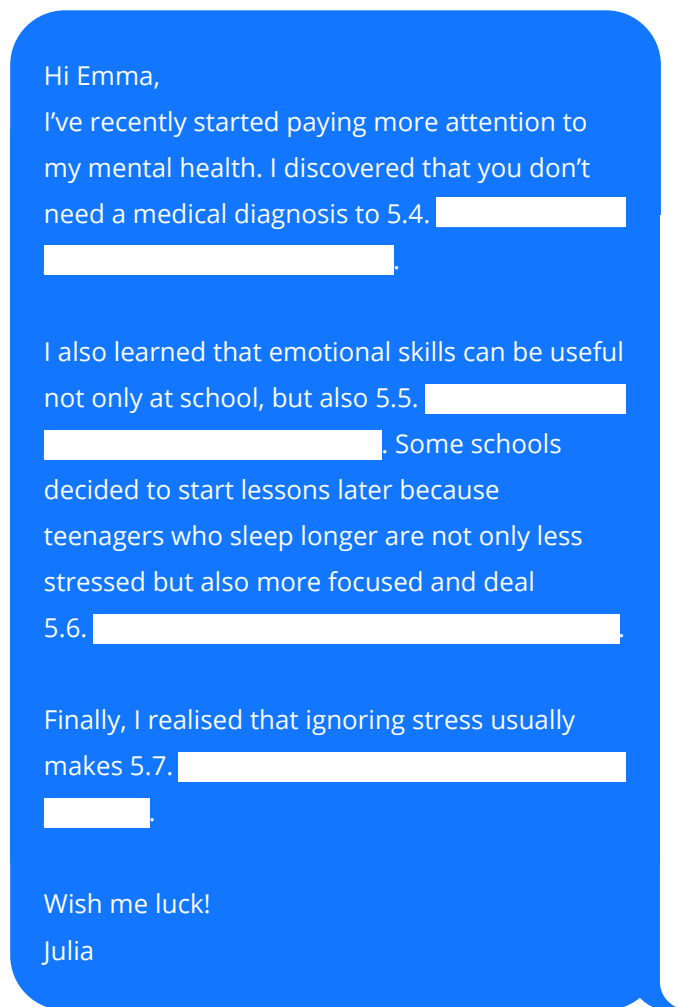 Hi Emma,
I’ve recently started paying more attention to
my mental health. I discovered that you don’t
need a medical diagnosis to 5.4.
.
I also learned that emotional skills can be useful
not only at school, but also 5.5.
. Some schools
decided to start lessons later because
teenagers who sleep longer are not only less
stressed but also more focused and deal
5.6. .
Finally, I realised that ignoring stress usually
makes 5.7.
.
Wish me luck!
Julia